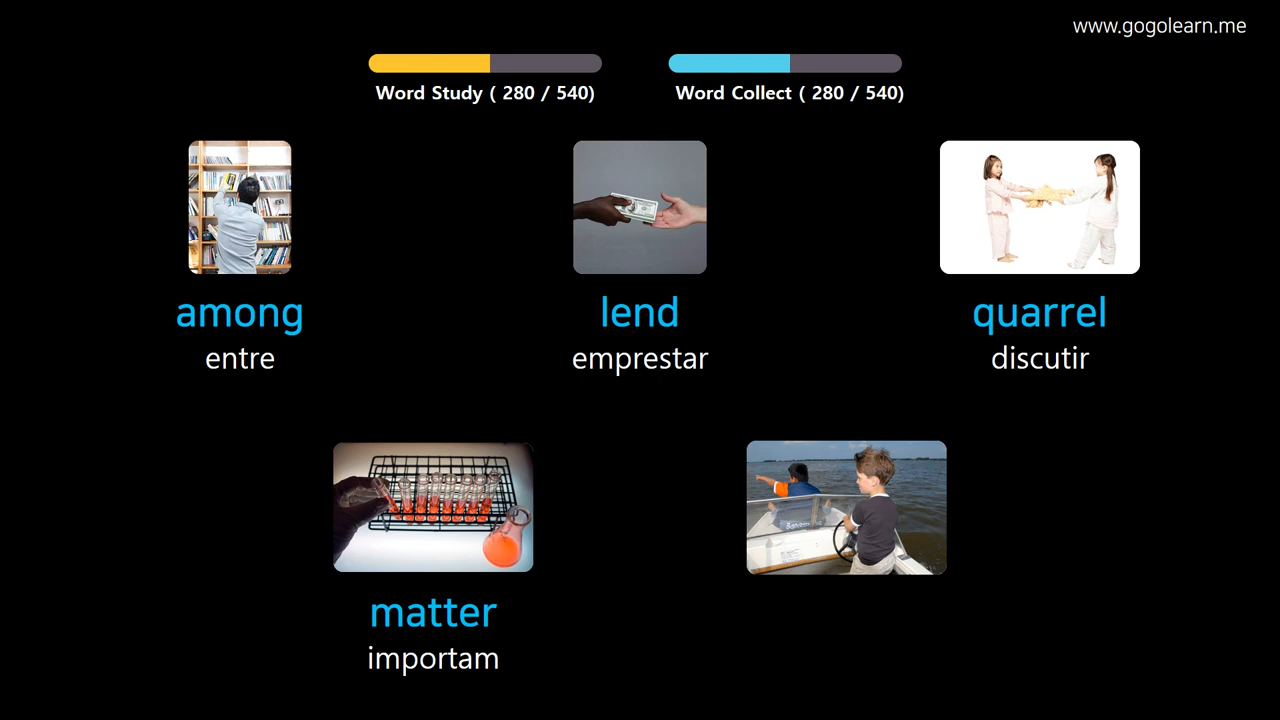 www.gogolearn.me
Word Study ( 280 / 540)
Word Collect ( 280 / 540)
among
entre
lend
emprestar
quarrel
discutir
matter
importam